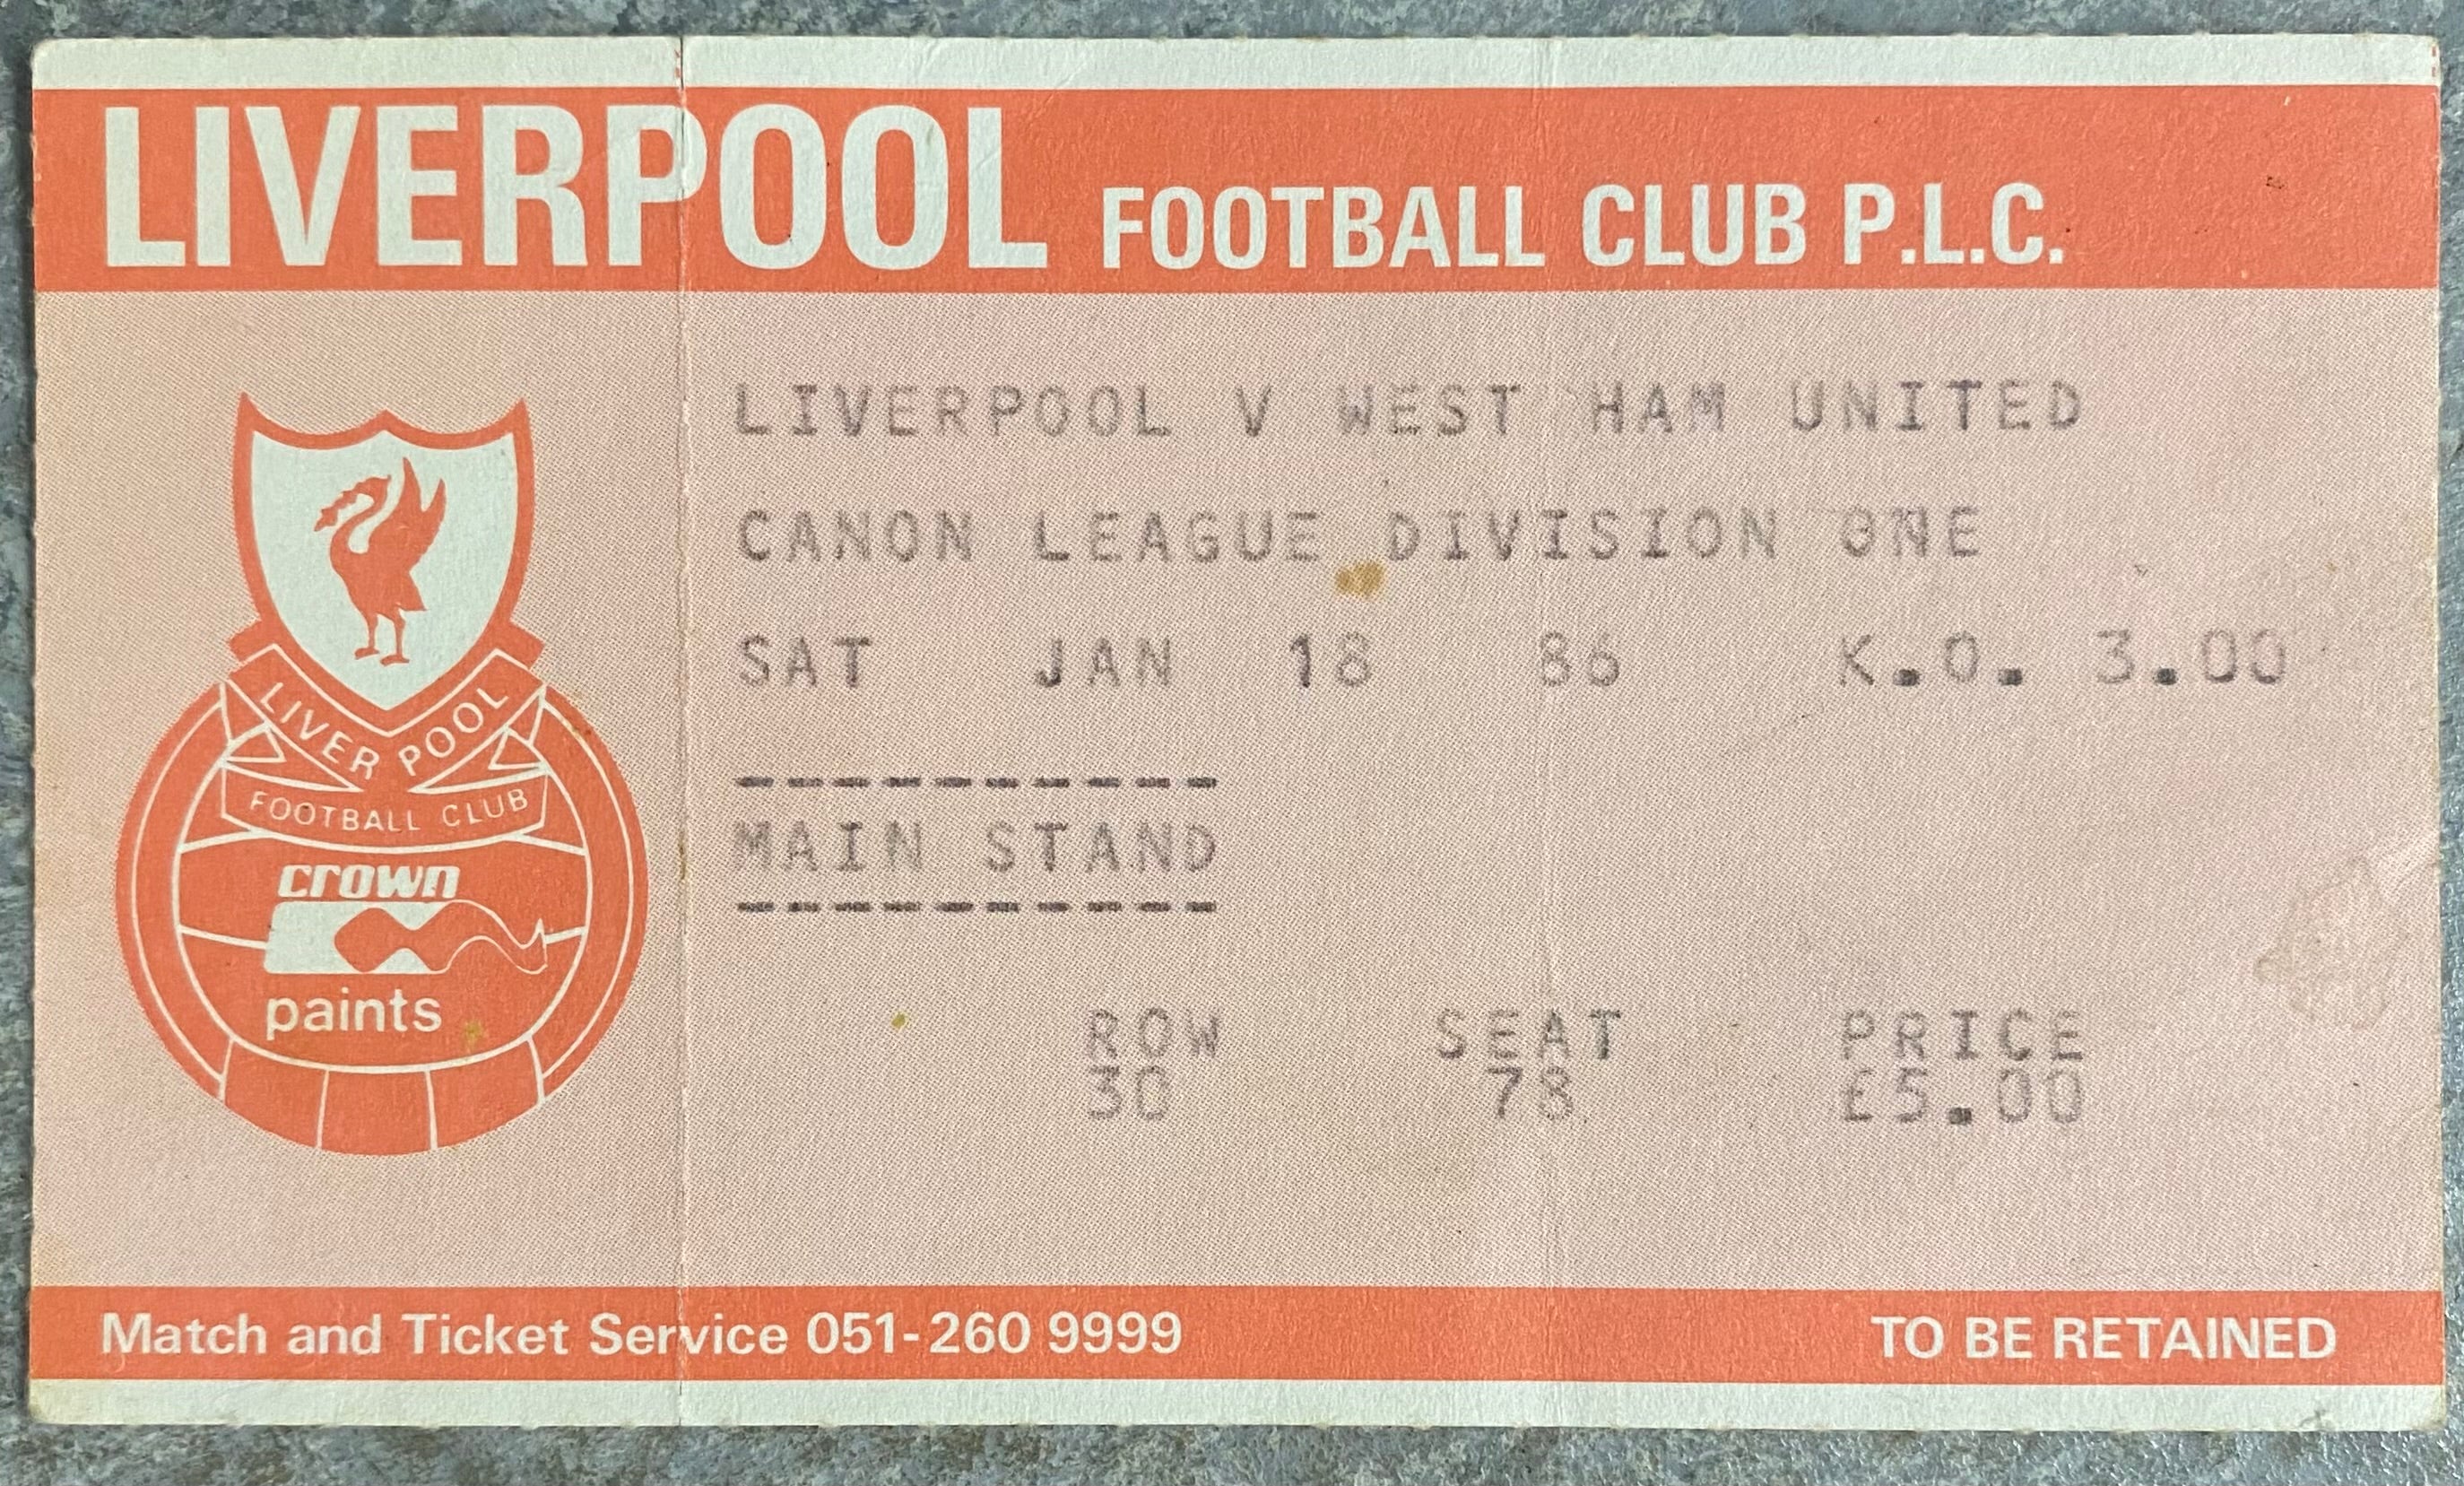 LIVERPOOL FOOTBALL CLUB P.L.C.
LIVERPOOL V WEST HAM UNITED
CANON LEAGUE DIVISION ONE
SAT JAN 18 86 K.O. 3.00
MAIN STAND
ROW SEAT PRICE
30 78 £5.00
LIVERPOOL
FOOTBALL CLUB
crown
paints
Match and Ticket Service 051-260 9999 TO BE RETAINED